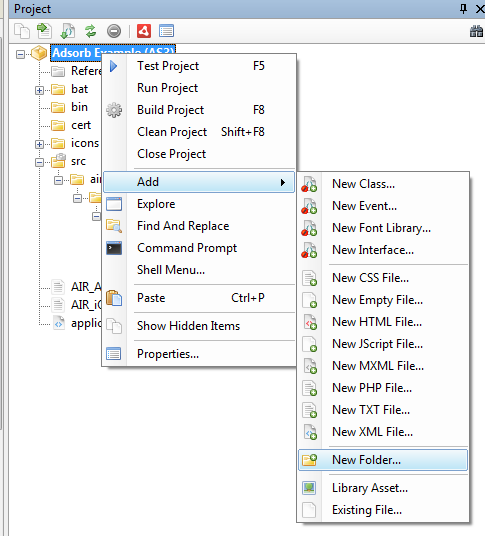 Project
Adsorb Example (AS3)
Refere
bat
bin
cert
icons
src
air
AIR_A
AIR_iC
applic
Test Project F5
Run Project
Build Project F8
Clean Project Shift+F8
Close Project
Add
Explore
Find And Replace
Command Prompt
Shell Menu...
Paste Ctrl+P
Show Hidden Items
Properties...
New Class...
New Event...
New Font Library...
New Interface...
New CSS File...
New Empty File...
New HTML File...
New JScript File...
New MXML File...
New PHP File...
New TXT File...
New XML File...
New Folder...
Library Asset...
Existing File...